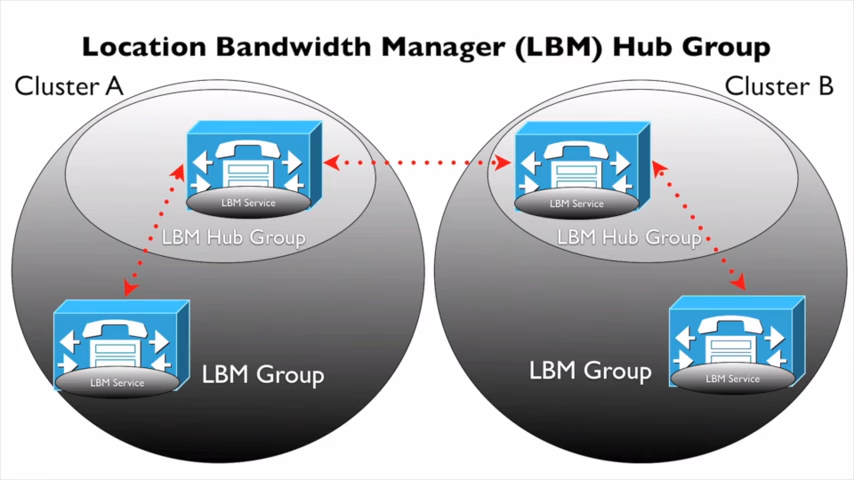 Location Bandwidth Manager (LBM) Hub Group
Cluster A
Cluster B
LBM Service
LBM Service
LBM Hub Group
LBM Hub Group
LBM Service
LBM Group
LBM Group
LBM Service